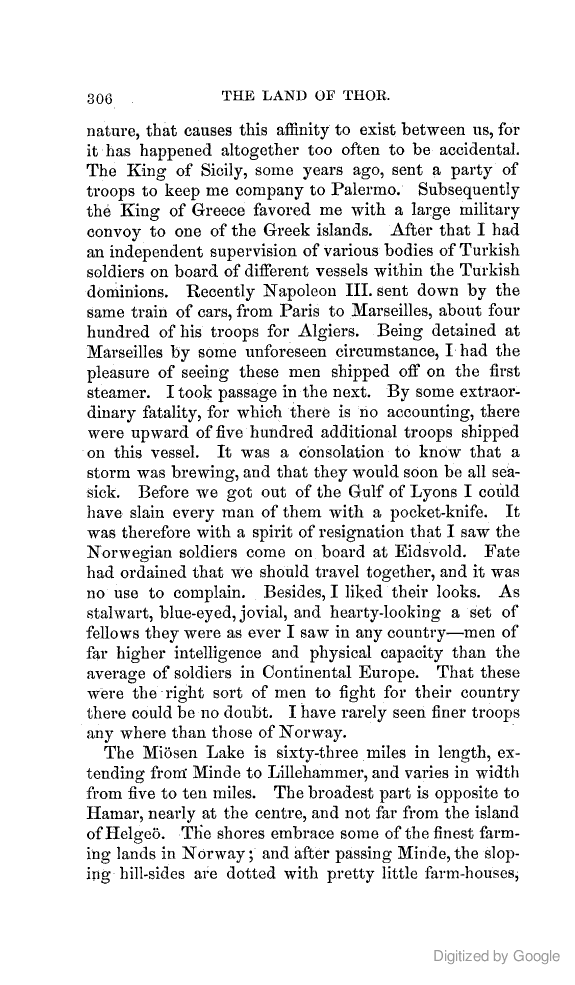 306 THE LAND OF THOR.
nature, that causes this affinity to exist between us, for
it has happened altogether too often to be accidental.
The King of Sicily, some years ago, sent a party of
troops to keep me company to Palermo. Subsequently
the King of Greece favored me with a large military
convoy to one of the Greek islands. After that I had
an independent supervision of various bodies of Turkish
soldiers on board of different vessels within the Turkish
dominions. Recently Napoleon III. sent down by the
same train of cars, from Paris to Marseilles, about four
hundred of his troops for Algiers. Being detained at
Marseilles by some unforeseen circumstance, I had the
pleasure of seeing these men shipped off on the first
steamer. I took passage in the next. By some extraor-
dinary fatality, for which there is no accounting, there
were upward of five hundred additional troops shipped
on this vessel. It was a consolation to know that a
storm was brewing, and that they would soon be all sea-
sick. Before we got out of the Gulf of Lyons I could
have slain every man of them with a pocket-knife. It
was therefore with a spirit of resignation that I saw the
Norwegian soldiers come on board at Eidsvold. Fate
had ordained that we should travel together, and it was
no use to complain. Besides, I liked their looks. As
stalwart, blue-eyed, jovial, and hearty-looking a set of
fellows they were as ever I saw in any country—men of
far higher intelligence and physical capacity than the
average of soldiers in Continental Europe. That these
were the right sort of men to fight for their country
there could be no doubt. I have rarely seen finer troops
any where than those of Norway.
The Miösen Lake is sixty-three miles in length, ex-
tending from Minde to Lillehammer, and varies in width
from five to ten miles. The broadest part is opposite to
Hamar, nearly at the centre, and not far from the island
of Helgeö. The shores embrace some of the finest farm-
ing lands in Norway; and after passing Minde, the slop-
ing hill-sides are dotted with pretty little farm-houses,
Digitized by Google